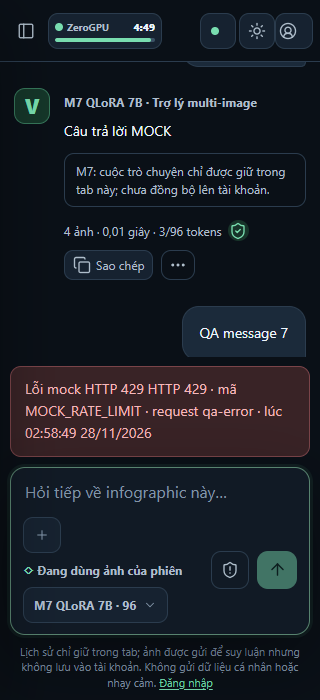 ZeroGPU 4:49
V
M7 QLoRA 7B · Trợ lý multi-image
Câu trả lời MOCK
M7: cuộc trò chuyện chỉ được giữ trong
tab này; chưa đồng bộ lên tài khoản.
4 ảnh · 0,01 giây · 3/96 tokens
Sao chép
QA message 7
Lỗi mock HTTP 429 HTTP 429 · mã
MOCK_RATE_LIMIT · request qa-error · lúc
02:58:49 28/11/2026
Hỏi tiếp về infographic này...
Đang dùng ảnh của phiên
M7 QLoRA 7B · 96
Lịch sử chỉ giữ trong tab; ảnh được gửi để suy luận nhưng
không lưu vào tài khoản. Không gửi dữ liệu cá nhân hoặc
nhạy cảm. Đăng nhập